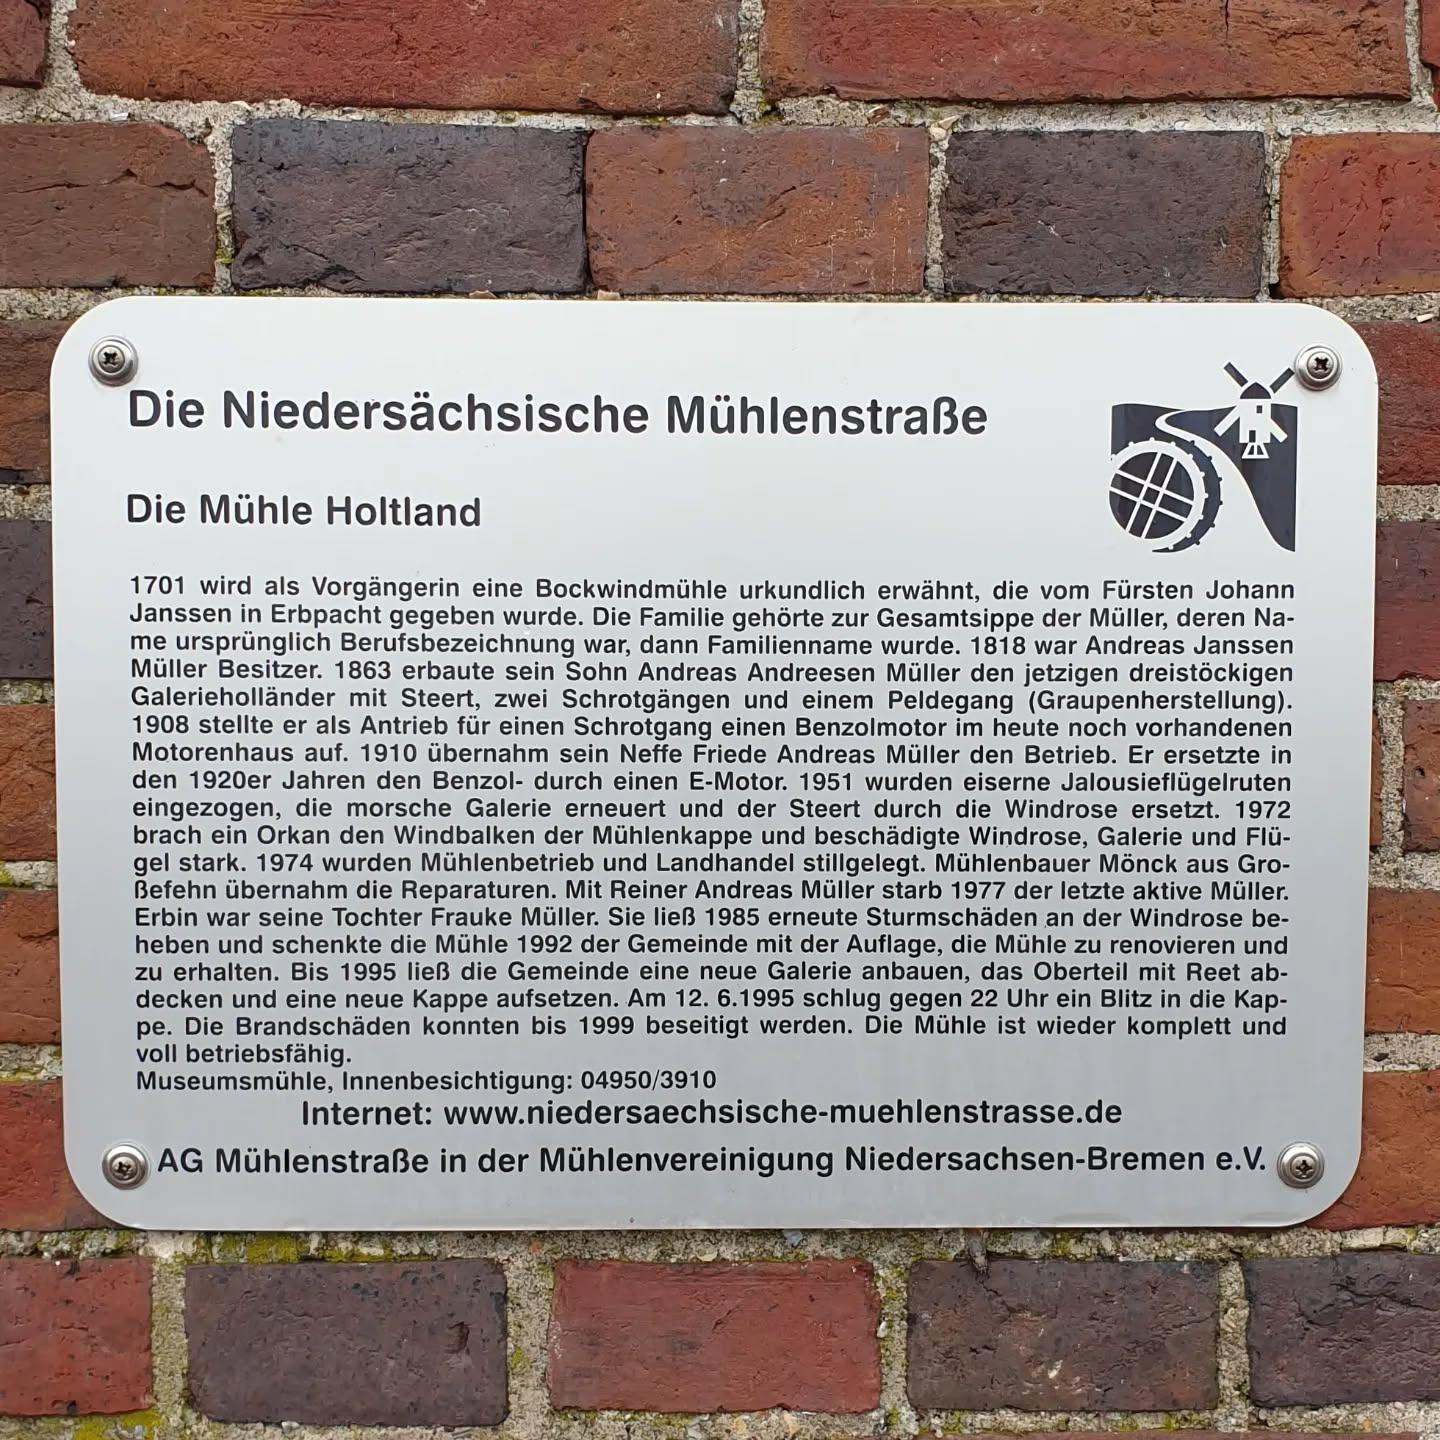 Die Niedersächsische Mühlenstraße
Die Mühle Holtland
1701 wird als Vorgängerin eine Bockwindmühle urkundlich erwähnt, die vom Fürsten Johann
Janssen in Erbpacht gegeben wurde. Die Familie gehörte zur Gesamtsippe der Müller, deren Na-
me ursprünglich Berufsbezeichnung war, dann Familienname wurde. 1818 war Andreas Janssen
Müller Besitzer. 1863 erbaute sein Sohn Andreas Andreesen Müller den jetzigen dreistöckigen
Galerieholländer mit Steert, zwei Schrotgängen und einem Peldegang (Graupenherstellung).
1908 stellte er als Antrieb für einen Schrotgang einen Benzolmotor im heute noch vorhandenen
Motorenhaus auf. 1910 übernahm sein Neffe Friede Andreas Müller den Betrieb. Er ersetzte in
den 1920er Jahren den Benzol- durch einen E-Motor. 1951 wurden eiserne Jalousieflügelruten
eingezogen, die morsche Galerie erneuert und der Steert durch die Windrose ersetzt. 1972
brach ein Orkan den Windbalken der Mühlenkappe und beschädigte Windrose, Galerie und Flü-
gel stark. 1974 wurden Mühlenbetrieb und Landhandel stillgelegt. Mühlenbauer Mönck aus Gro-
ßefehn übernahm die Reparaturen. Mit Reiner Andreas Müller starb 1977 der letzte aktive Müller.
Erbin war seine Tochter Frauke Müller. Sie ließ 1985 erneute Sturmschäden an der Windrose be-
heben und schenkte die Mühle 1992 der Gemeinde mit der Auflage, die Mühle zu renovieren und
zu erhalten. Bis 1995 ließ die Gemeinde eine neue Galerie anbauen, das Oberteil mit Reet ab-
decken und eine neue Kappe aufsetzen. Am 12. 6.1995 schlug gegen 22 Uhr ein Blitz in die Kap-
pe. Die Brandschäden konnten bis 1999 beseitigt werden. Die Mühle ist wieder komplett und
voll betriebsfähig.
Museumsmühle, Innenbesichtigung: 04950/3910
Internet: www.niedersaechsische-muehlenstrasse.de
AG Mühlenstraße in der Mühlenvereinigung Niedersachsen-Bremen e.V.